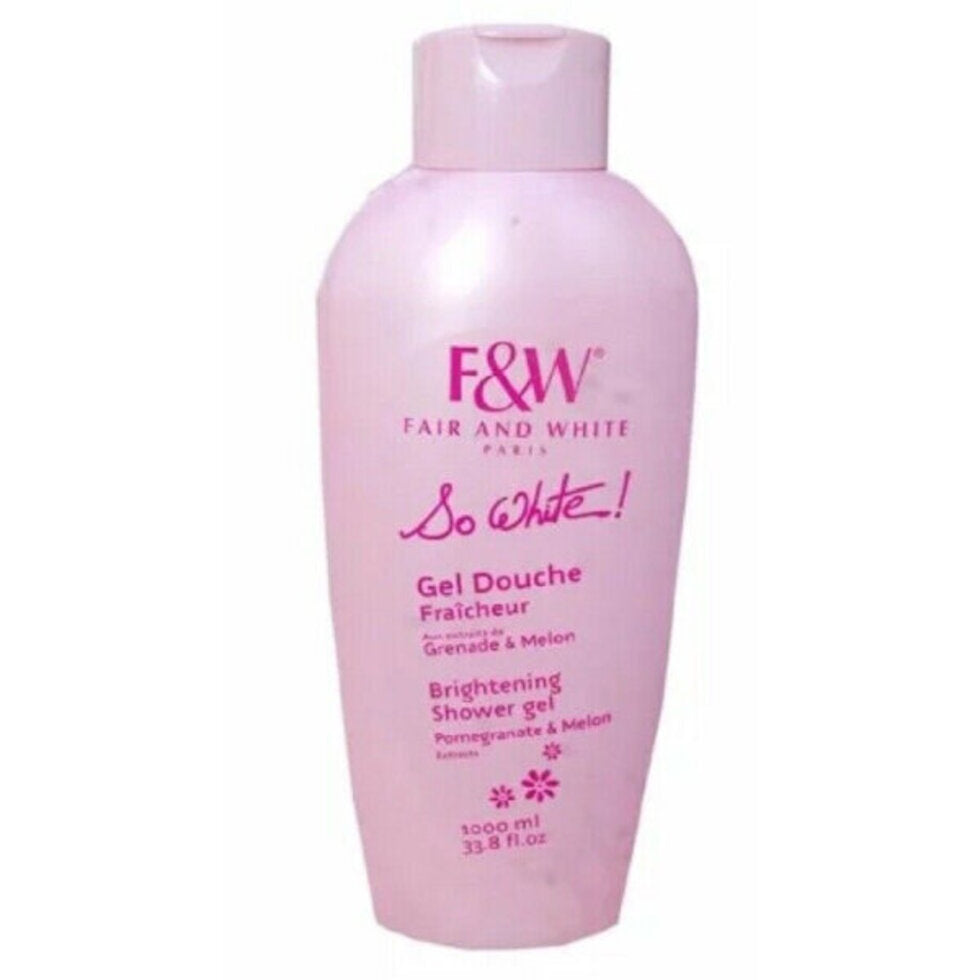 F&W®
FAIR AND WHITE
PARIS
So White!
Gel Douche
Fraîcheur
Aux extraits de
Grenade & Melon
Brightening
Shower gel
Pomegranate & Melon
Extracts
1000 ml
33.8 fl.oz